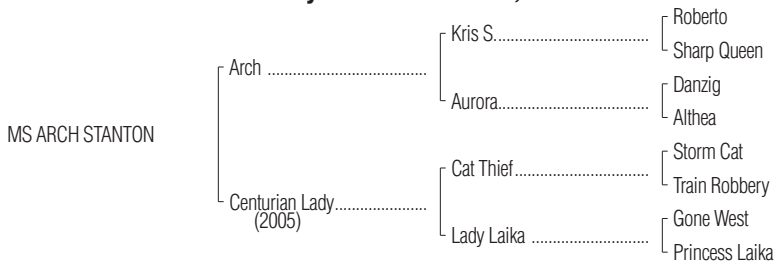 Roberto
Kris S.
Sharp Queen
Arch
Danzig
Aurora
Althea
MS ARCH STANTON
Storm Cat
Cat Thief
Train Robbery
Centurian Lady
(2005)
Gone West
Lady Laika
Princess Laika